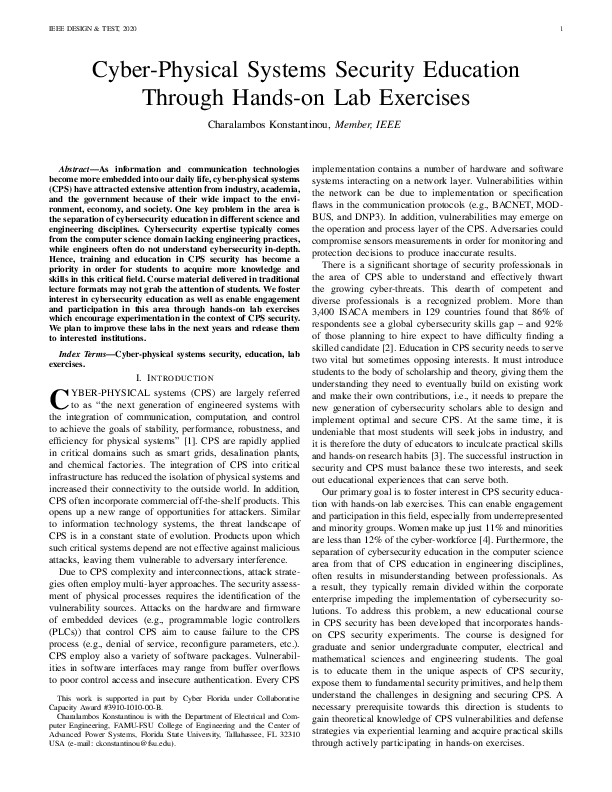 IEEE DESIGN & TEST, 2020 1
Cyber-Physical Systems Security Education
Through Hands-on Lab Exercises
Charalambos Konstantinou, Member, IEEE
Abstract—As information and communication technologies
become more embedded into our daily life, cyber-physical systems
(CPS) have attracted extensive attention from industry, academia,
and the government because of their wide impact to the envi-
ronment, economy, and society. One key problem in the area is
the separation of cybersecurity education in different science and
engineering disciplines. Cybersecurity expertise typically comes
from the computer science domain lacking engineering practices,
while engineers often do not understand cybersecurity in-depth.
Hence, training and education in CPS security has become a
priority in order for students to acquire more knowledge and
skills in this critical field. Course material delivered in traditional
lecture formats may not grab the attention of students. We foster
interest in cybersecurity education as well as enable engagement
and participation in this area through hands-on lab exercises
which encourage experimentation in the context of CPS security.
We plan to improve these labs in the next years and release them
to interested institutions.
Index Terms—Cyber-physical systems security, education, lab
exercises.
I. INTRODUCTION
CYBER-PHYSICAL systems (CPS) are largely referred
to as “the next generation of engineered systems with
the integration of communication, computation, and control
to achieve the goals of stability, performance, robustness, and
efficiency for physical systems” [1]. CPS are rapidly applied
in critical domains such as smart grids, desalination plants,
and chemical factories. The integration of CPS into critical
infrastructure has reduced the isolation of physical systems and
increased their connectivity to the outside world. In addition,
CPS often incorporate commercial off-the-shelf products. This
opens up a new range of opportunities for attackers. Similar
to information technology systems, the threat landscape of
CPS is in a constant state of evolution. Products upon which
such critical systems depend are not effective against malicious
attacks, leaving them vulnerable to adversary interference.
Due to CPS complexity and interconnections, attack strate-
gies often employ multi-layer approaches. The security assess-
ment of physical processes requires the identification of the
vulnerability sources. Attacks on the hardware and firmware
of embedded devices (e.g., programmable logic controllers
(PLCs)) that control CPS aim to cause failure to the CPS
process (e.g., denial of service, reconfigure parameters, etc.).
CPS employ also a variety of software packages. Vulnerabil-
ities in software interfaces may range from buffer overflows
to poor control access and insecure authentication. Every CPS
This work is supported in part by Cyber Florida under Collaborative
Capacity Award #3910-1010-00-B.
Charalambos Konstantinou is with the Department of Electrical and Com-
puter Engineering, FAMU-FSU College of Engineering and the Center of
Advanced Power Systems, Florida State University, Tallahassee, FL 32310
USA (e-mail: ckonstantinou@fsu.edu).
implementation contains a number of hardware and software
systems interacting on a network layer. Vulnerabilities within
the network can be due to implementation or specification
flaws in the communication protocols (e.g., BACNET, MOD-
BUS, and DNP3). In addition, vulnerabilities may emerge on
the operation and process layer of the CPS. Adversaries could
compromise sensors measurements in order for monitoring and
protection decisions to produce inaccurate results.
There is a significant shortage of security professionals in
the area of CPS able to understand and effectively thwart
the growing cyber-threats. This dearth of competent and
diverse professionals is a recognized problem. More than
3,400 ISACA members in 129 countries found that 86% of
respondents see a global cybersecurity skills gap – and 92%
of those planning to hire expect to have difficulty finding a
skilled candidate [2]. Education in CPS security needs to serve
two vital but sometimes opposing interests. It must introduce
students to the body of scholarship and theory, giving them the
understanding they need to eventually build on existing work
and make their own contributions, i.e., it needs to prepare the
new generation of cybersecurity scholars able to design and
implement optimal and secure CPS. At the same time, it is
undeniable that most students will seek jobs in industry, and
it is therefore the duty of educators to inculcate practical skills
and hands-on research habits [3]. The successful instruction in
security and CPS must balance these two interests, and seek
out educational experiences that can serve both.
Our primary goal is to foster interest in CPS security educa-
tion with hands-on lab exercises. This can enable engagement
and participation in this field, especially from underrepresented
and minority groups. Women make up just 11% and minorities
are less than 12% of the cyber-workforce [4]. Furthermore, the
separation of cybersecurity education in the computer science
area from that of CPS education in engineering disciplines,
often results in misunderstanding between professionals. As
a result, they typically remain divided within the corporate
enterprise impeding the implementation of cybersecurity so-
lutions. To address this problem, a new educational course
in CPS security has been developed that incorporates hands-
on CPS security experiments. The course is designed for
graduate and senior undergraduate computer, electrical and
mathematical sciences and engineering students. The goal
is to educate them in the unique aspects of CPS security,
expose them to fundamental security primitives, and help them
understand the challenges in designing and securing CPS. A
necessary prerequisite towards this direction is students to
gain theoretical knowledge of CPS vulnerabilities and defense
strategies via experiential learning and acquire practical skills
through actively participating in hands-on exercises.